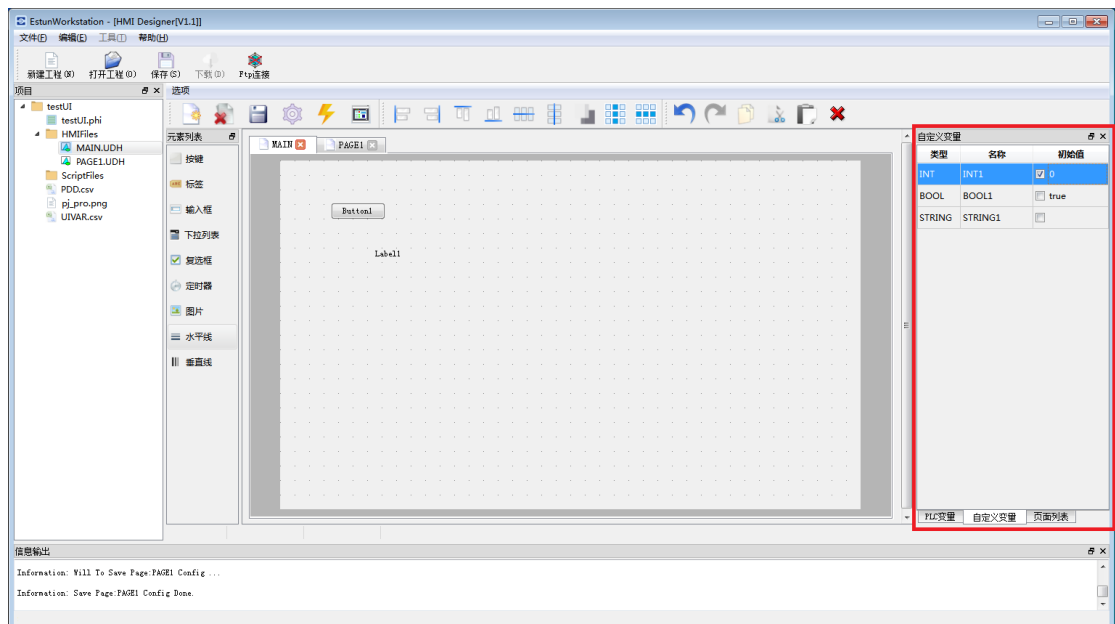 EstunWorkstation - [HMI Designer[V1.1]]
文件(F) 编辑(E) 工具(T) 帮助(H)
新建工程(N) 打开工程(O) 保存(S) 下载(D) Ftp连接
项目
选项
testUI
testUI.phi
HMIFiles
MAIN.UDH
PAGE1.UDH
ScriptFiles
PDD.csv
pj_pro.png
UIVAR.csv
元素列表
按键
标签
输入框
下拉列表
复选框
定时器
图片
水平线
垂直线
MAIN PAGE1
Button1
Label1
自定义变量
类型 名称 初始值
INT INT1 0
BOOL BOOL1 true
STRING STRING1
PLC变量 自定义变量 页面列表
信息输出
Information: Will To Save Page:PAGE1 Config ...
Information: Save Page:PAGE1 Config Done.